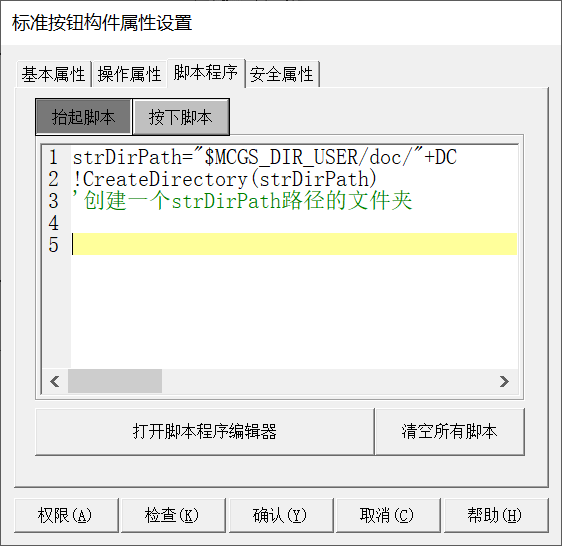 标准按钮构件属性设置
基本属性 操作属性 脚本程序 安全属性
抬起脚本 按下脚本
1 strDirPath="$MCGS_DIR_USER/doc/"+DC
2 !CreateDirectory(strDirPath)
3 '创建一个strDirPath路径的文件夹
4
5
打开脚本程序编辑器 清空所有脚本
权限(A) 检查(K) 确认(Y) 取消(C) 帮助(H)